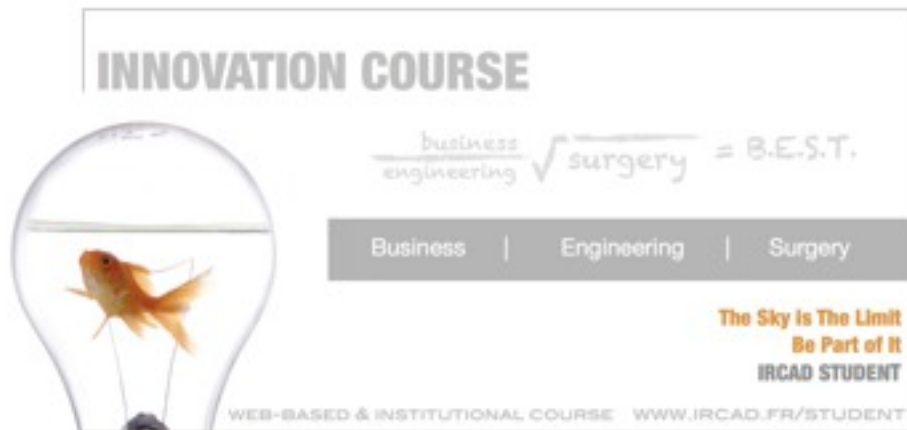 INNOVATION COURSE
business
engineering √surgery = B.E.S.T.
Business | Engineering | Surgery
The Sky is The Limit
Be Part of It
IRCAD STUDENT
WEB-BASED & INSTITUTIONAL COURSE WWW.IRCAD.FR/STUDENT